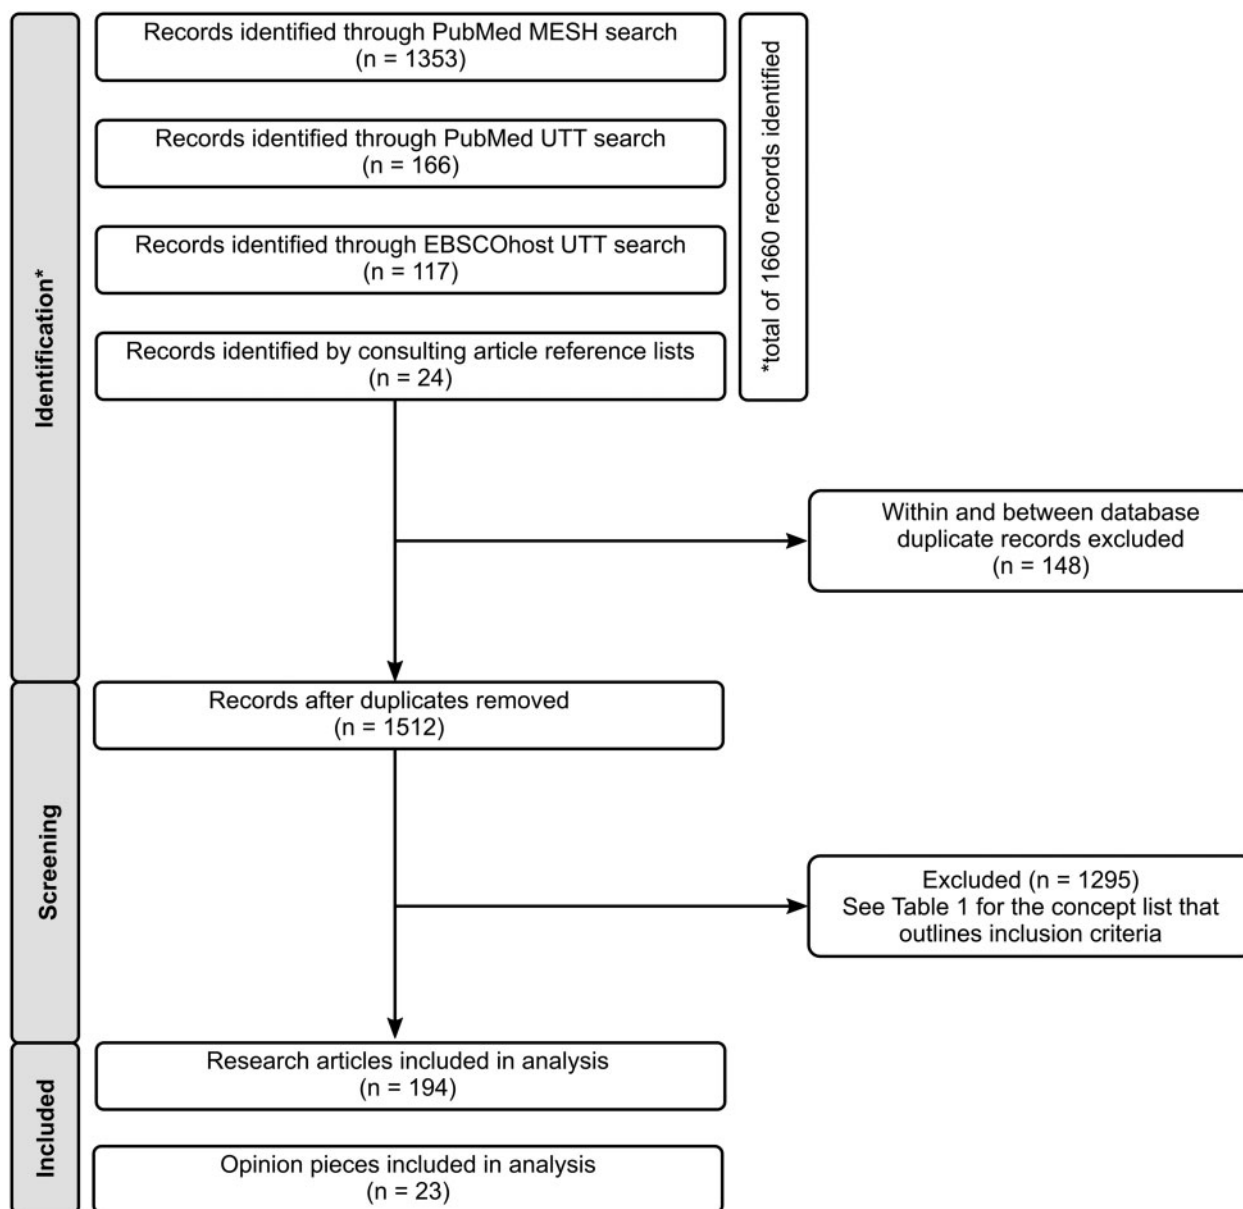 Identification*
Records identified through PubMed MESH search
(n = 1353)
Records identified through PubMed UTT search
(n = 166)
Records identified through EBSCOhost UTT search
(n = 117)
Records identified by consulting article reference lists
(n = 24)
*total of 1660 records identified
Within and between database
duplicate records excluded
(n = 148)
Screening
Records after duplicates removed
(n = 1512)
Excluded (n = 1295)
See Table 1 for the concept list that
outlines inclusion criteria
Included
Research articles included in analysis
(n = 194)
Opinion pieces included in analysis
(n = 23)